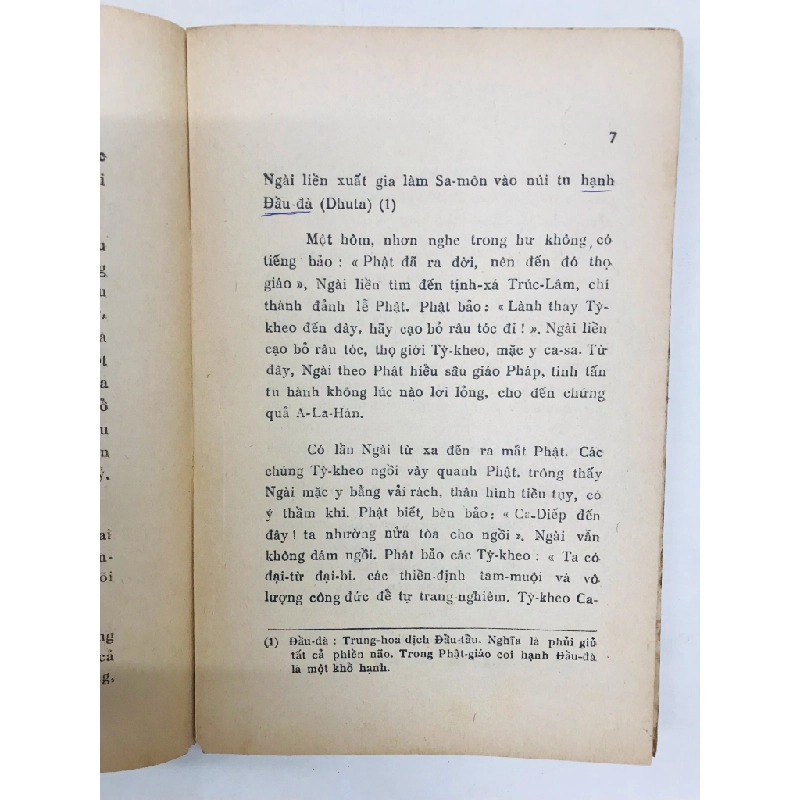 7
Ngài liền xuất gia làm Sa-môn vào núi tu hạnh
Đầu-đà (Dhuta) (1)
Một hôm, nhơn nghe trong hư không có
tiếng bảo : « Phật đã ra đời, nên đến đó thọ
giáo », Ngài liền tìm đến tịnh-xá Trúc-Lâm, chí
thành đảnh lễ Phật. Phật bảo : « Lành thay Tỳ-
kheo đến đây, hãy cạo bỏ râu tóc đi ! ». Ngài liền
cạo bỏ râu tóc, thọ giới Tỳ-kheo, mặc y ca-sa. Từ
đây, Ngài theo Phật hiểu sâu giáo Pháp, tinh tấn
tu hành không lúc nào lơi lỏng, cho đến chứng
quả A-La-Hán.
Có lần Ngài từ xa đến ra mắt Phật. Các
chúng Tỳ-kheo ngồi vây quanh Phật, trông thấy
Ngài mặc y bằng vải rách, thân hình tiều tụy, có
ý thầm khi. Phật biết, bèn bảo : « Ca-Diếp đến
đây ! ta nhường nửa tòa cho ngồi ». Ngài vẫn
không dám ngồi. Phật bảo các Tỳ-kheo : « Ta có
đại-từ đại-bi, các thiền-định tam-muội và vô
lượng công đức để tự trang-nghiêm. Tỳ-kheo Ca-
(1) Đầu-đà : Trung-hoa dịch Đầu-tẩu. Nghĩa là phủi giũ
tất cả phiền não. Trong Phật-giáo coi hạnh Đầu-đà
là một khổ hạnh.